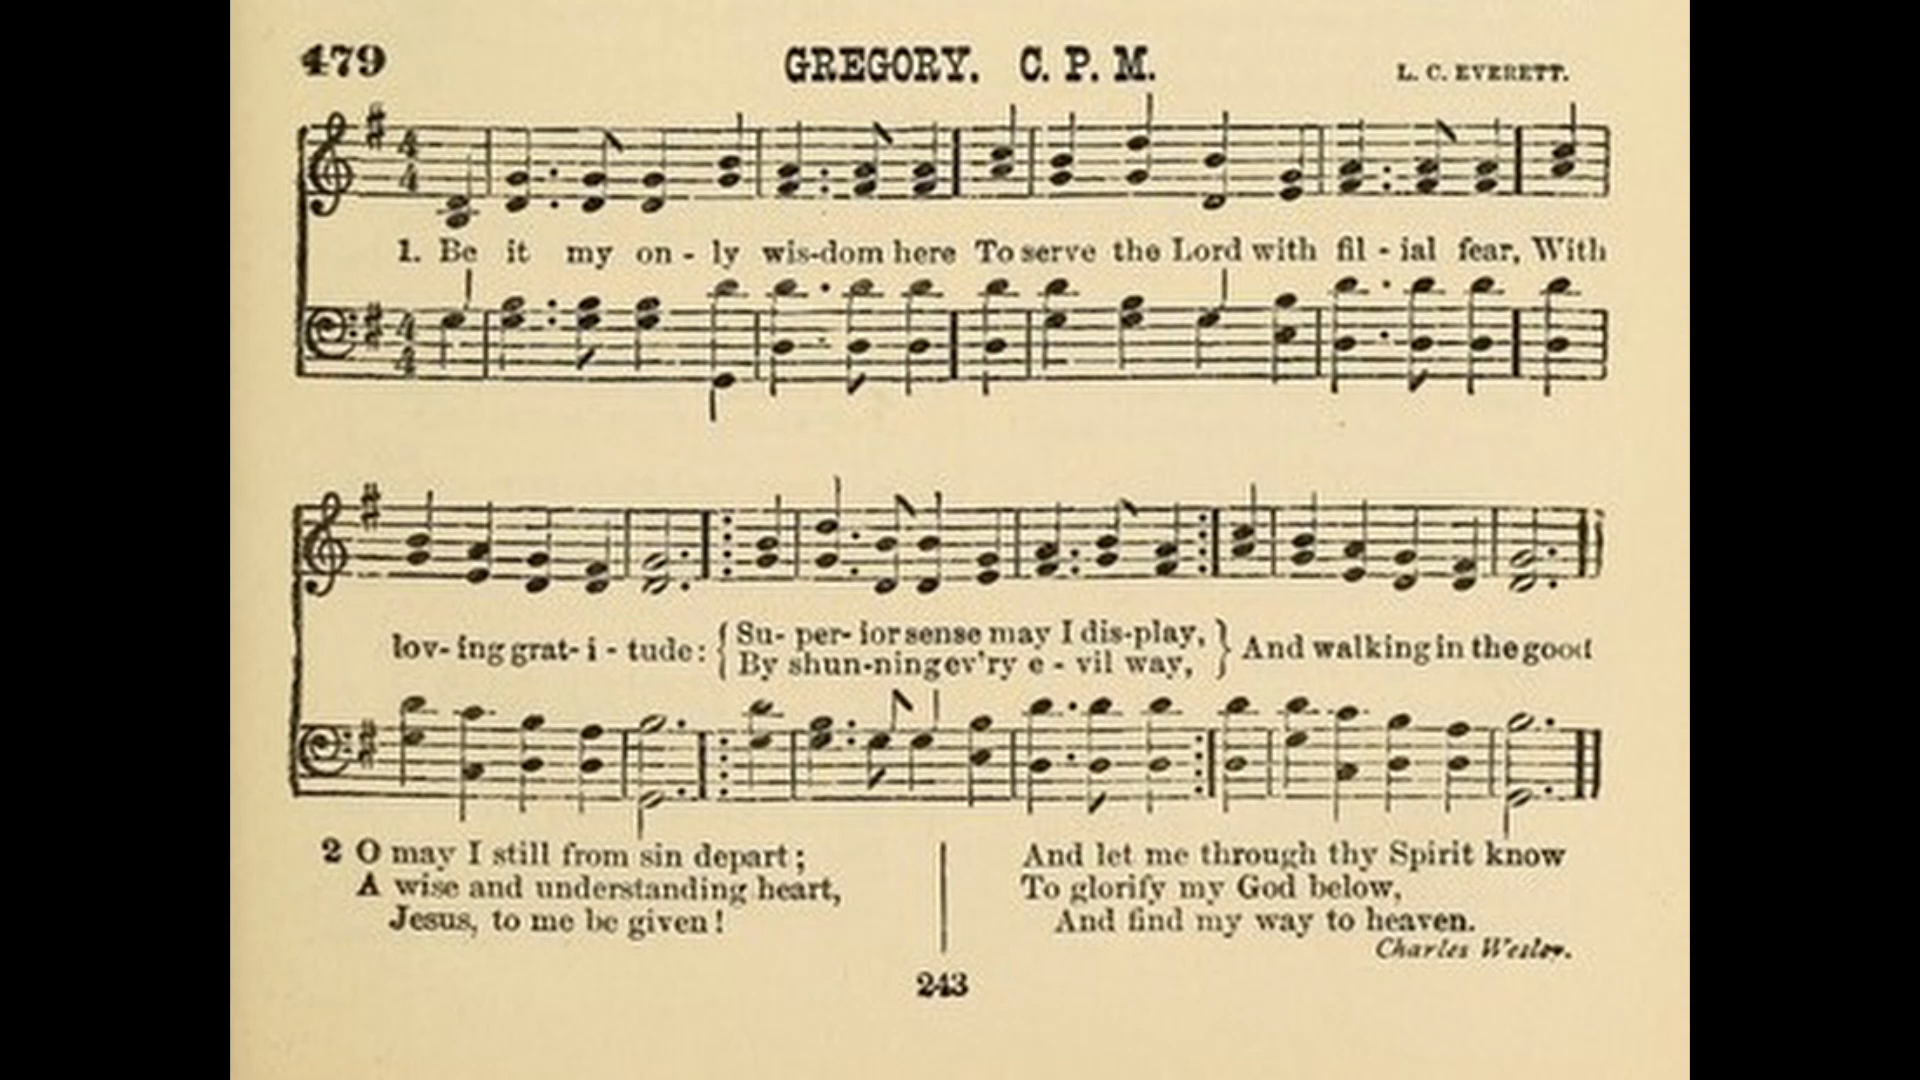 479 GREGORY. C. P. M. L. C. EVERETT.
1. Be it my on - ly wis-dom here To serve the Lord with fil - ial fear, With
lov- ing grat- i - tude: { Su- per- ior sense may I dis-play, } And walking in the good
{ By shun-ning ev'ry e - vil way, }
2 O may I still from sin depart;
A wise and understanding heart,
Jesus, to me be given!
And let me through thy Spirit know
To glorify my God below,
And find my way to heaven.
Charles Wesley.
243